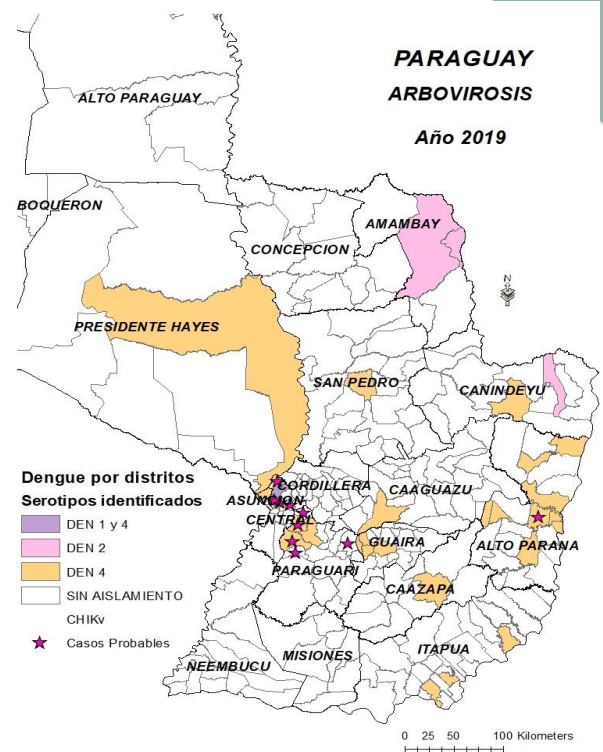 PARAGUAY
ARBOVIROSIS
Año 2019
ALTO PARAGUAY
BOQUERON
AMAMBAY
CONCEPCION
N
PRESIDENTE HAYES
SAN PEDRO
CANINDEYU
CORDILLERA
CAAGUAZU
ASUNCION
CENTRAL
GUAIRA
ALTO PARANA
PARAGUARI
CAAZAPA
ITAPUA
MISIONES
ÑEEMBUCU
Dengue por distritos
Serotipos identificados
DEN 1 y 4
DEN 2
DEN 4
SIN AISLAMIENTO
CHIKv
Casos Probables
0 25 50 100 Kilometers